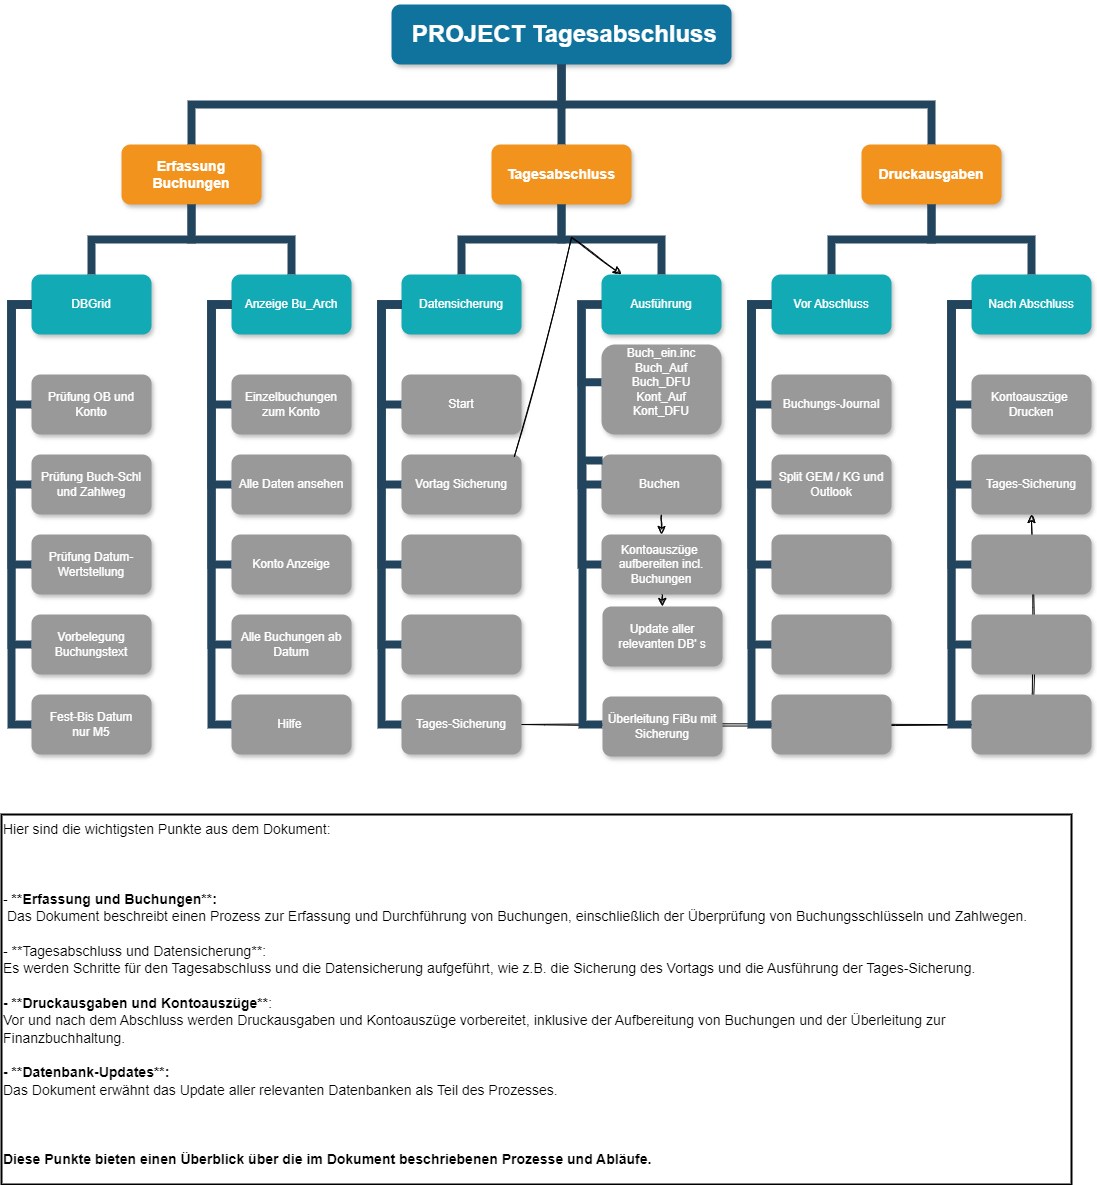 PROJECT Tagesabschluss
Erfassung
Buchungen
Tagesabschluss
Druckausgaben
DBGrid
Anzeige Bu_Arch
Datensicherung
Ausführung
Vor Abschluss
Nach Abschluss
Prüfung OB und
Konto
Prüfung Buch-Schl
und Zahlweg
Prüfung Datum-
Wertstellung
Vorbelegung
Buchungstext
Fest-Bis Datum
nur M5
Einzelbuchungen
zum Konto
Alle Daten ansehen
Konto Anzeige
Alle Buchungen ab
Datum
Hilfe
Start
Vortag Sicherung
Tages-Sicherung
Buch_ein.inc
Buch_Auf
Buch_DFU
Kont_Auf
Kont_DFU
Buchen
Kontoauszüge
aufbereiten incl.
Buchungen
Update aller
relevanten DB' s
Überleitung FiBu mit
Sicherung
Buchungs-Journal
Split GEM / KG und
Outlook
Kontoauszüge
Drucken
Tages-Sicherung
Hier sind die wichtigsten Punkte aus dem Dokument:
- **Erfassung und Buchungen**:
Das Dokument beschreibt einen Prozess zur Erfassung und Durchführung von Buchungen, einschließlich der Überprüfung von Buchungsschlüsseln und Zahlwegen.
- **Tagesabschluss und Datensicherung**:
Es werden Schritte für den Tagesabschluss und die Datensicherung aufgeführt, wie z.B. die Sicherung des Vortags und die Ausführung der Tages-Sicherung.
- **Druckausgaben und Kontoauszüge**:
Vor und nach dem Abschluss werden Druckausgaben und Kontoauszüge vorbereitet, inklusive der Aufbereitung von Buchungen und der Überleitung zur
Finanzbuchhaltung.
- **Datenbank-Updates**:
Das Dokument erwähnt das Update aller relevanten Datenbanken als Teil des Prozesses.
Diese Punkte bieten einen Überblick über die im Dokument beschriebenen Prozesse und Abläufe.